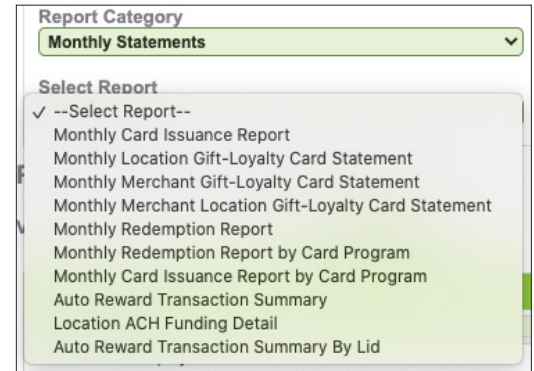 Report Category
Monthly Statements
Select Report
✓ --Select Report--
Monthly Card Issuance Report
Monthly Location Gift-Loyalty Card Statement
Monthly Merchant Gift-Loyalty Card Statement
Monthly Merchant Location Gift-Loyalty Card Statement
Monthly Redemption Report
Monthly Redemption Report by Card Program
Monthly Card Issuance Report by Card Program
Auto Reward Transaction Summary
Location ACH Funding Detail
Auto Reward Transaction Summary By Lid